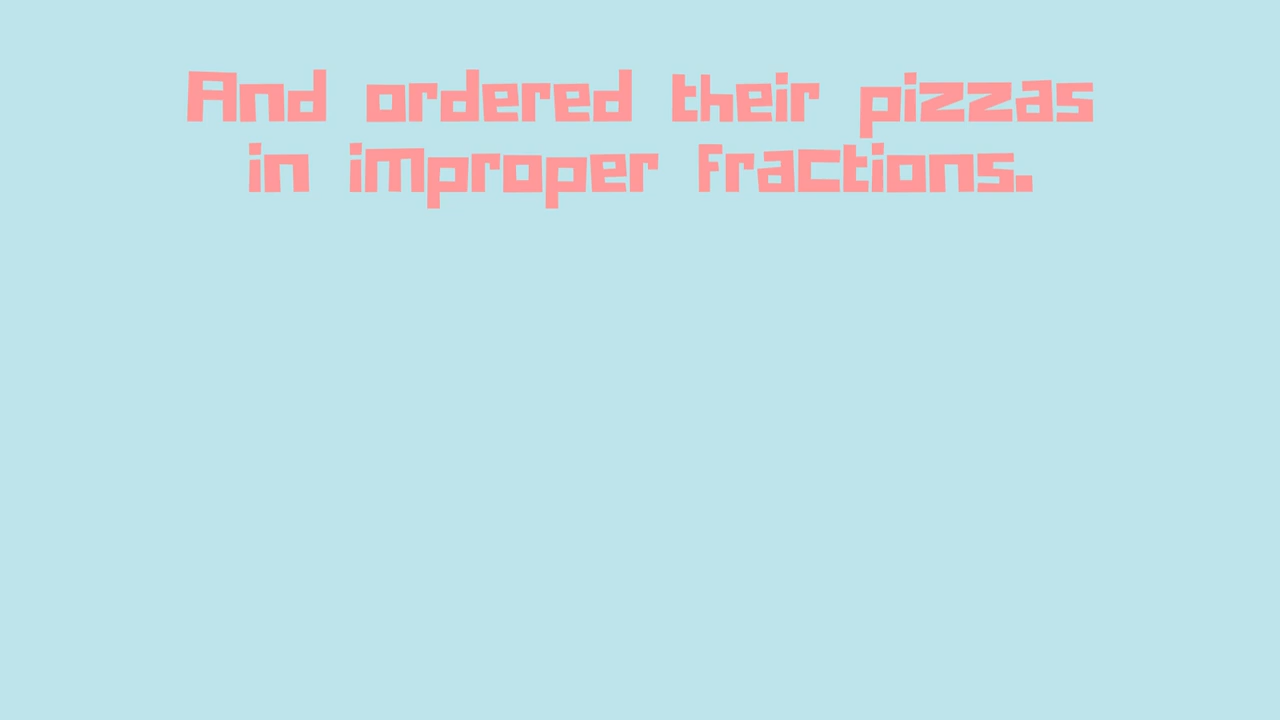 And ordered their pizzas
in improper fractions.